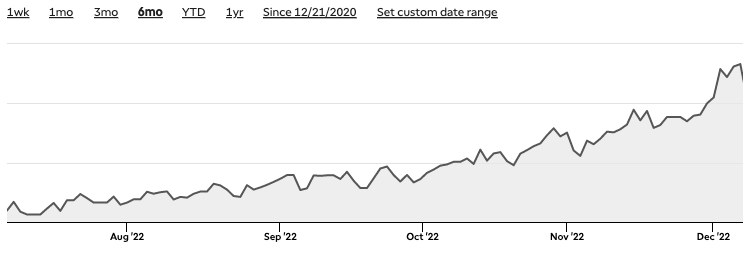 1wk 1mo 3mo 6mo YTD 1yr Since 12/21/2020 Set custom date range
Aug '22 Sep '22 Oct '22 Nov '22 Dec '22